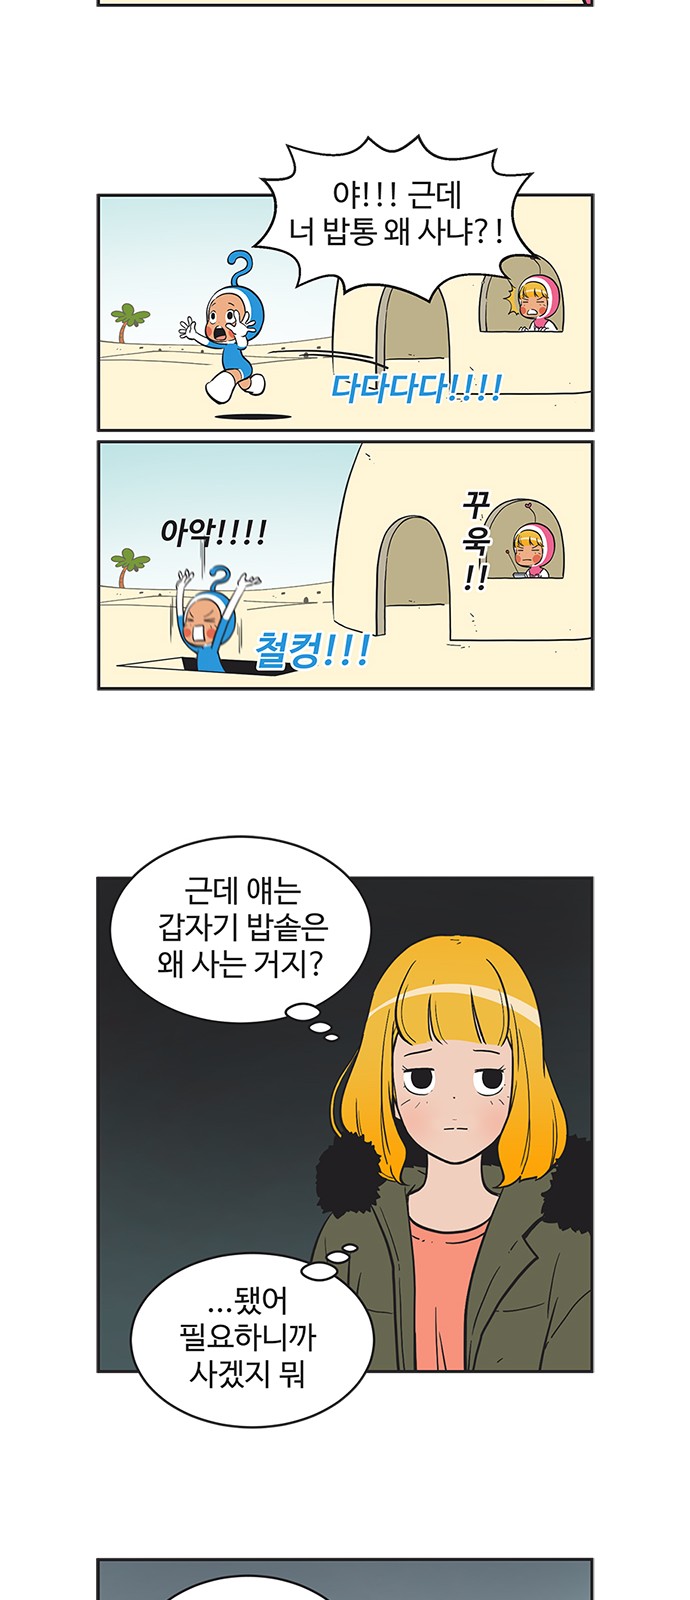 야!!! 근데
너 밥통 왜 사냐?!
다다다다!!!!
아악!!!!
꾸욱!!
철컹!!!
근데 얘는
갑자기 밥솥은
왜 사는 거지?
...됐어
필요하니까
사겠지 뭐